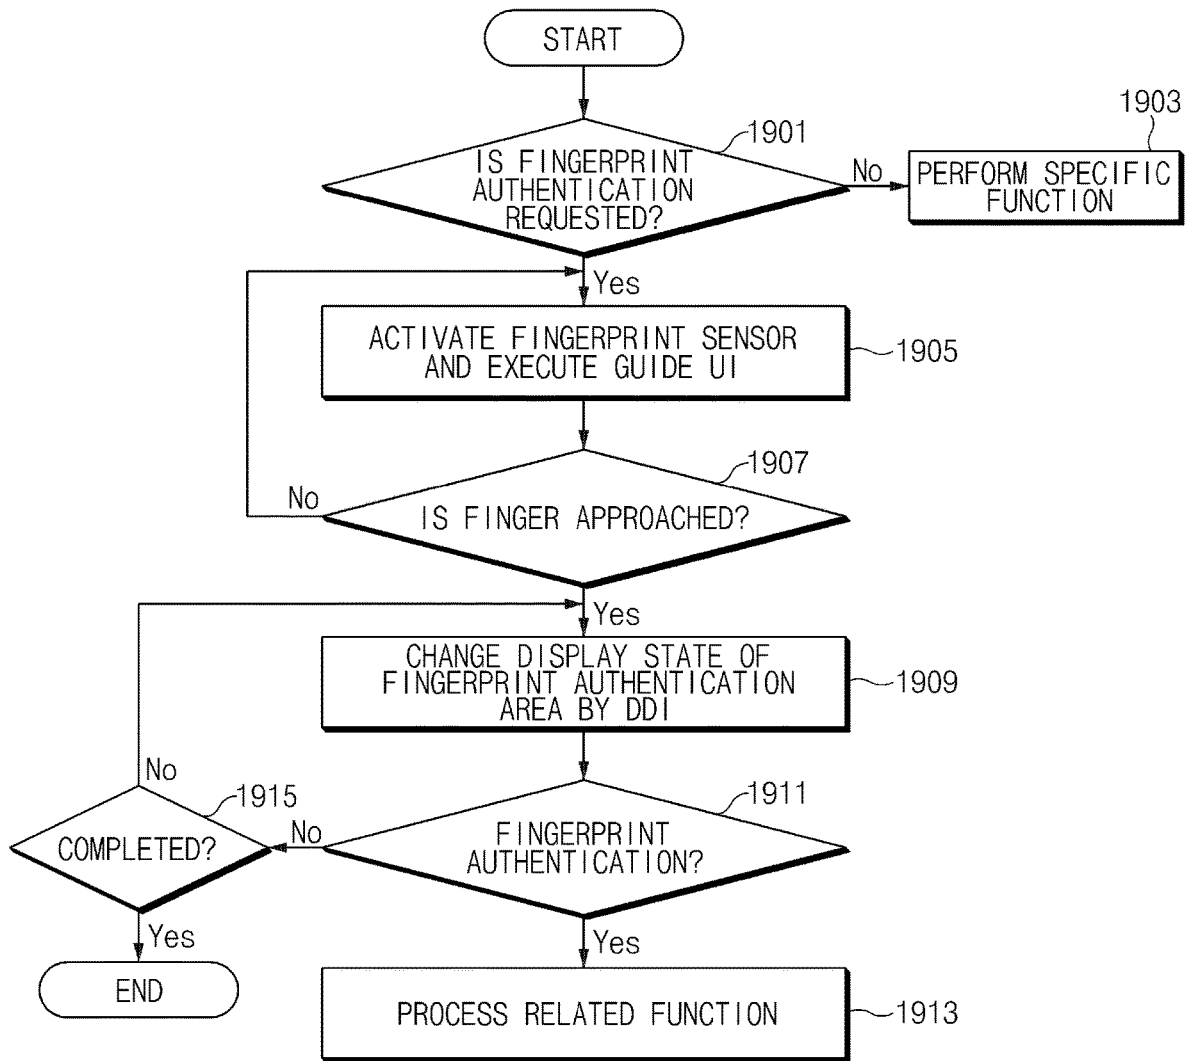 START
1901
IS FINGERPRINT
AUTHENTICATION
REQUESTED?
No
1903
PERFORM SPECIFIC
FUNCTION
Yes
ACTIVATE FINGERPRINT SENSOR
AND EXECUTE GUIDE UI
1905
1907
No
IS FINGER APPROACHED?
Yes
CHANGE DISPLAY STATE OF
FINGERPRINT AUTHENTICATION
AREA BY DDI
1909
No
1915
COMPLETED?
No
1911
FINGERPRINT
AUTHENTICATION?
Yes
END
Yes
PROCESS RELATED FUNCTION
1913